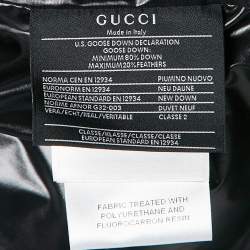 GUCCI
Made in Italy
U.S. GOOSE DOWN DECLARATION
GOOSE DOWN:
MINIMUM 80% DOWN
MAXIMUM 20% FEATHERS
NORMA CEN EN 12934 PIUMINO NUOVO
EURONORM EN 12934 NEU DAUNE
EUROPEAN STANDARD EN 12934 NEW DOWN
NORME AFNOR G32-003 DUVET NEUF
VERA/ECHT/REAL/VERITABLE CLASSE 2
CLASSE/KLASSE/CLASS/CLASSE
EN 12934
EUROPEAN STANDARD EN 12934
FABRIC TREATED WITH
POLYURETHANE AND
FLUOROCARBON RESIN